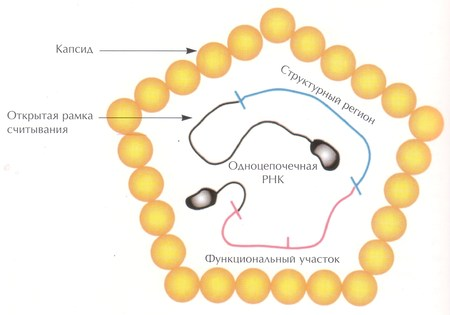 Капсид
Структурный регион
Открытая рамка
считывания
Одноцепочечная
РНК
Функциональный участок